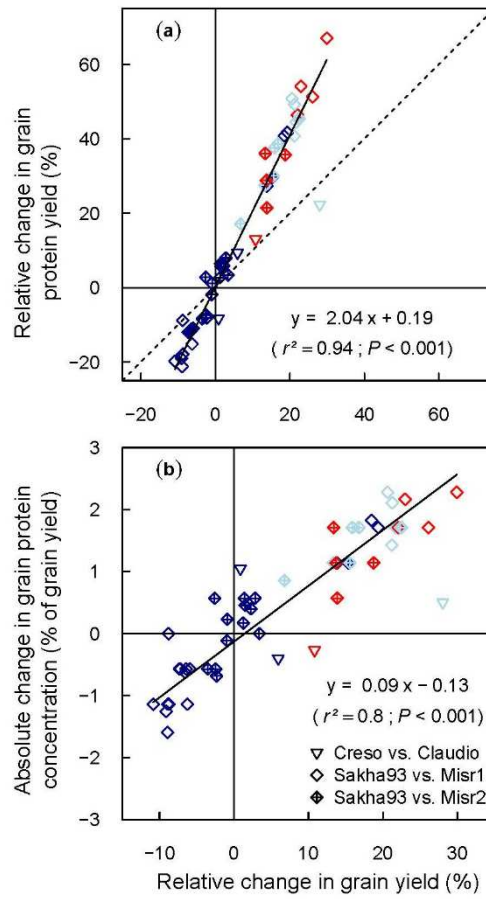 (a)
Relative change in grain
protein yield (%)
60
40
20
0
−20
y = 2.04 x + 0.19
( r² = 0.94 ; P < 0.001)
−20 0 20 40 60
(b)
Absolute change in grain protein
concentration (% of grain yield)
3
2
1
0
−1
−2
−3
y = 0.09 x − 0.13
( r² = 0.8 ; P < 0.001)
Creso vs. Claudio
Sakha93 vs. Misr1
Sakha93 vs. Misr2
−10 0 10 20 30
Relative change in grain yield (%)